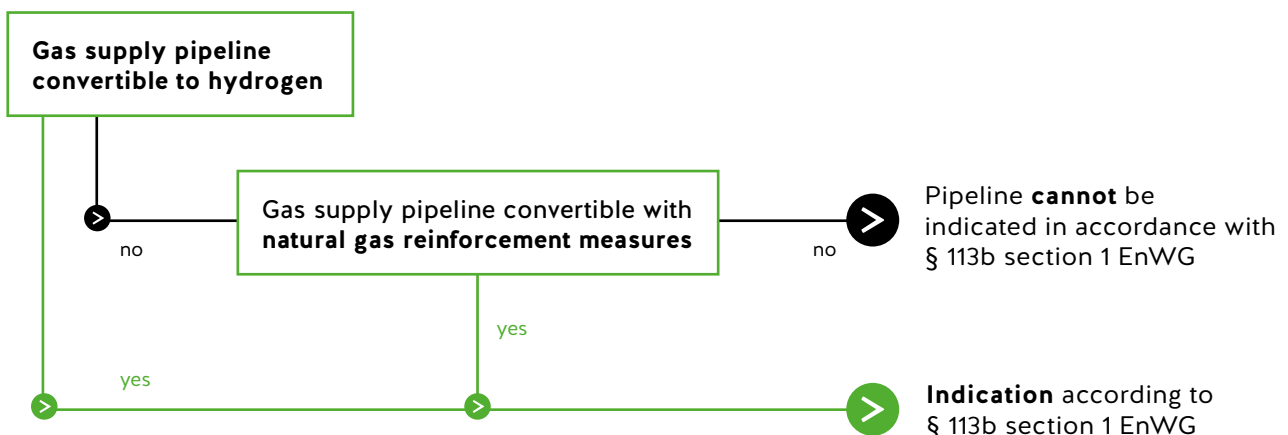 Gas supply pipeline
convertible to hydrogen
Gas supply pipeline convertible with
natural gas reinforcement measures
no
no
Pipeline cannot be
indicated in accordance with
§ 113b section 1 EnWG
yes
yes
Indication according to
§ 113b section 1 EnWG